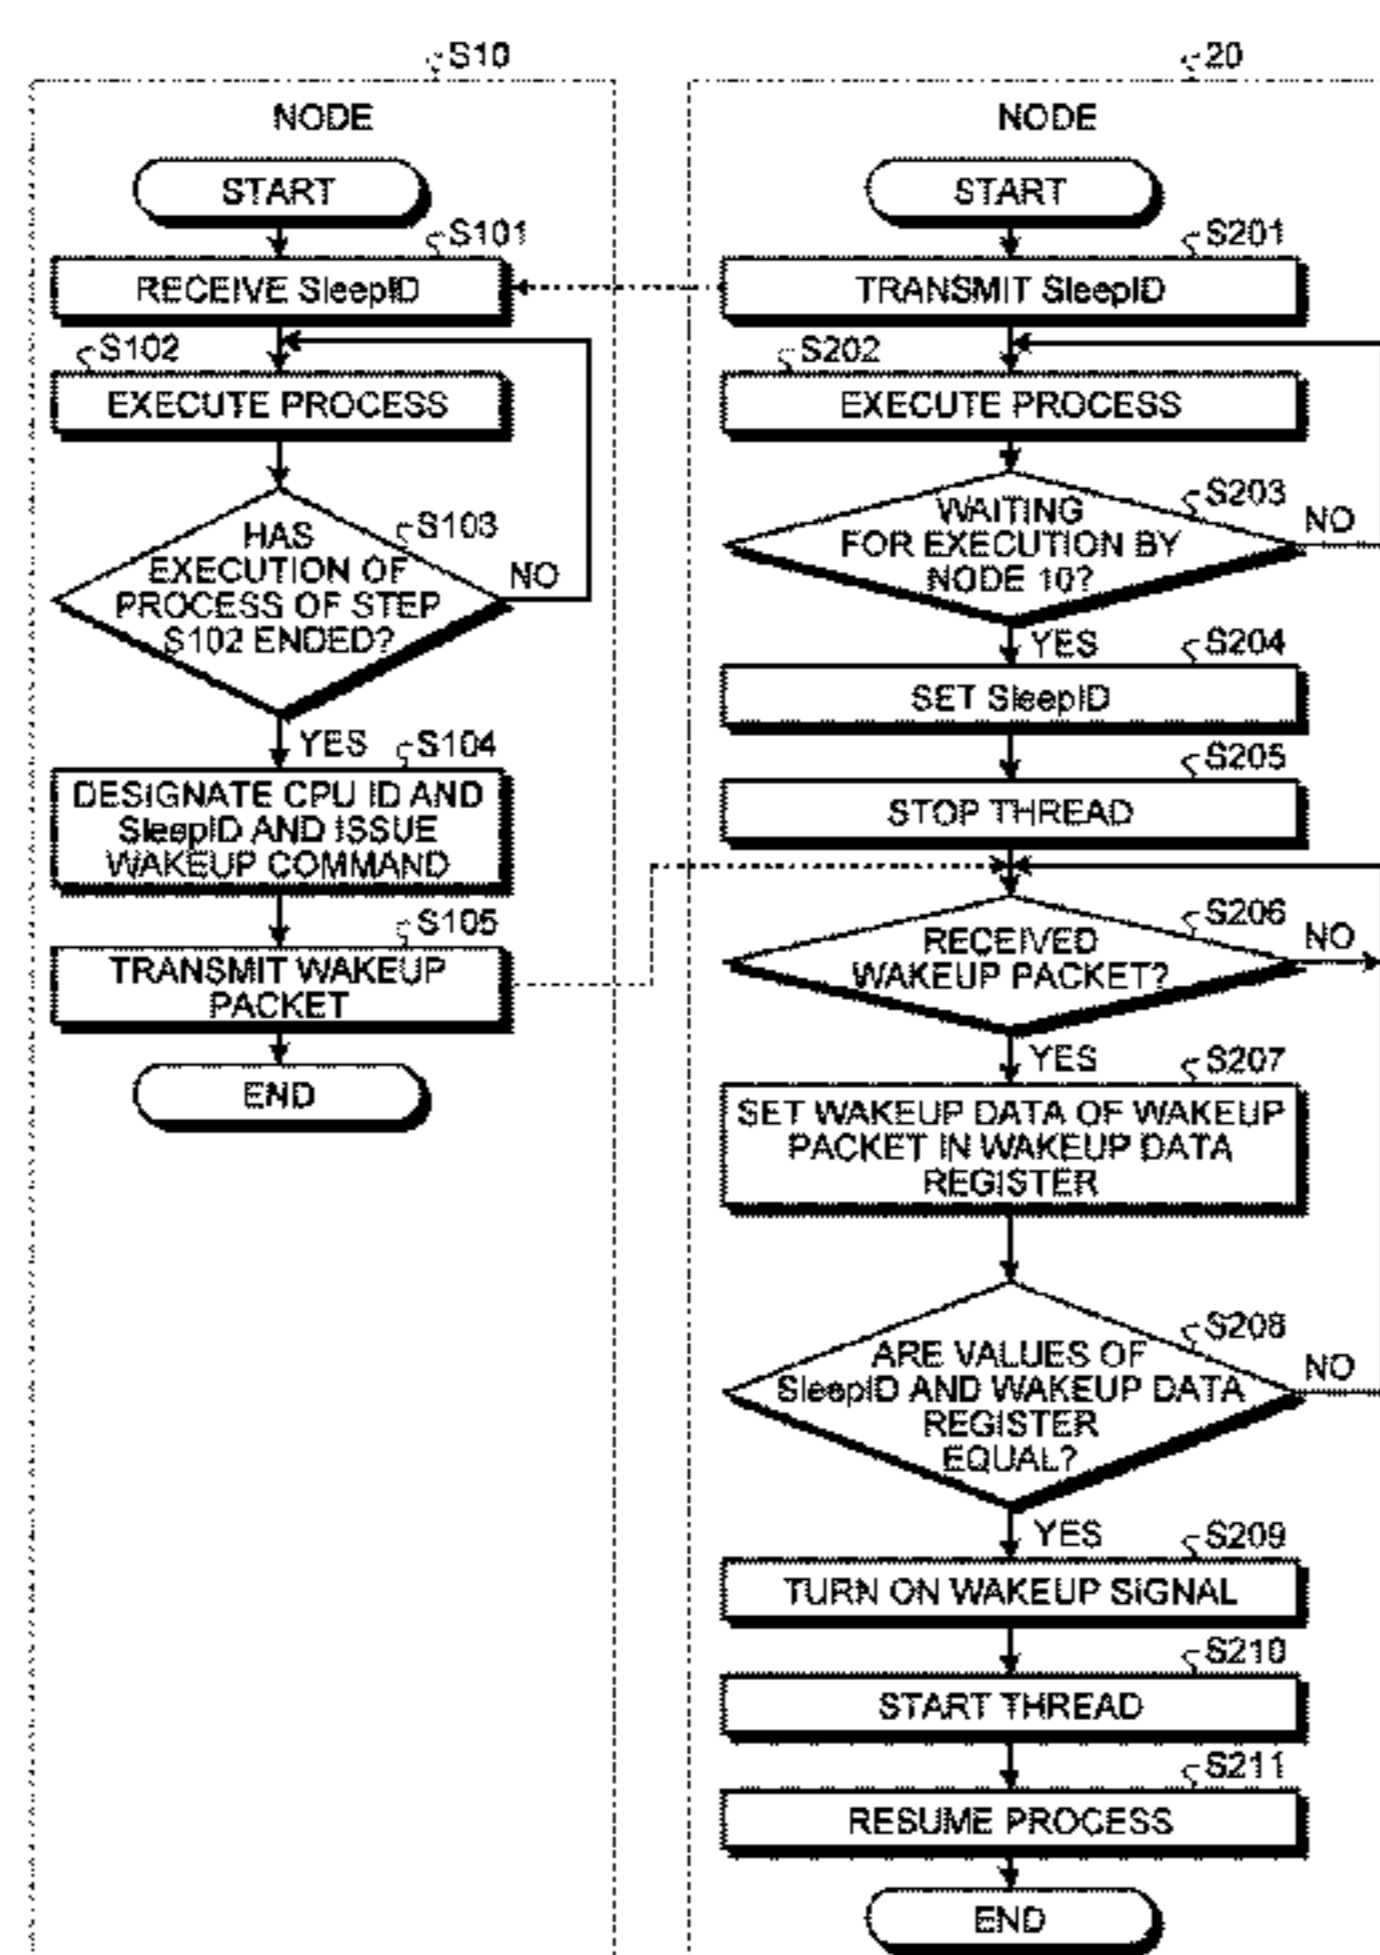 S10
NODE
START
S101
RECEIVE SleepID
S102
EXECUTE PROCESS
S103
HAS
EXECUTION OF
PROCESS OF STEP
S102 ENDED?
NO
YES
S104
DESIGNATE CPU ID AND
SleepID AND ISSUE
WAKEUP COMMAND
S105
TRANSMIT WAKEUP
PACKET
END
20
NODE
START
S201
TRANSMIT SleepID
S202
EXECUTE PROCESS
S203
WAITING
FOR EXECUTION BY
NODE 10?
NO
YES
S204
SET SleepID
S205
STOP THREAD
S206
RECEIVED
WAKEUP PACKET?
NO
YES
S207
SET WAKEUP DATA OF WAKEUP
PACKET IN WAKEUP DATA
REGISTER
S208
ARE VALUES OF
SleepID AND WAKEUP DATA
REGISTER
EQUAL?
NO
YES
S209
TURN ON WAKEUP SIGNAL
S210
START THREAD
S211
RESUME PROCESS
END